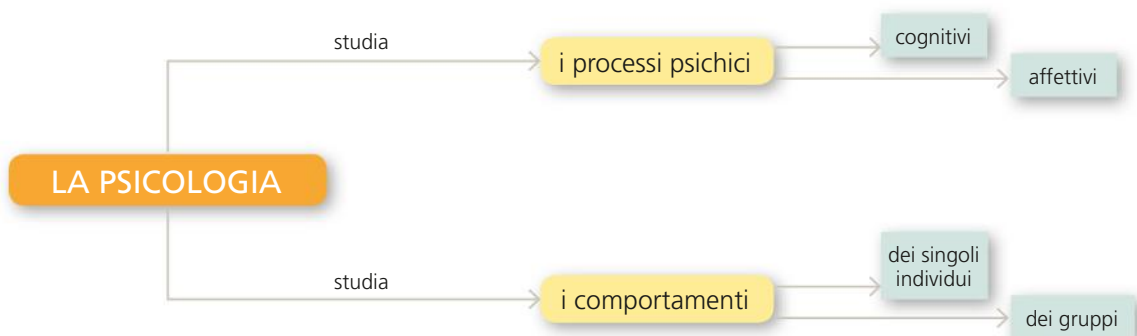 studia
i processi psichici
cognitivi
affettivi
LA PSICOLOGIA
studia
i comportamenti
dei singoli
individui
dei gruppi